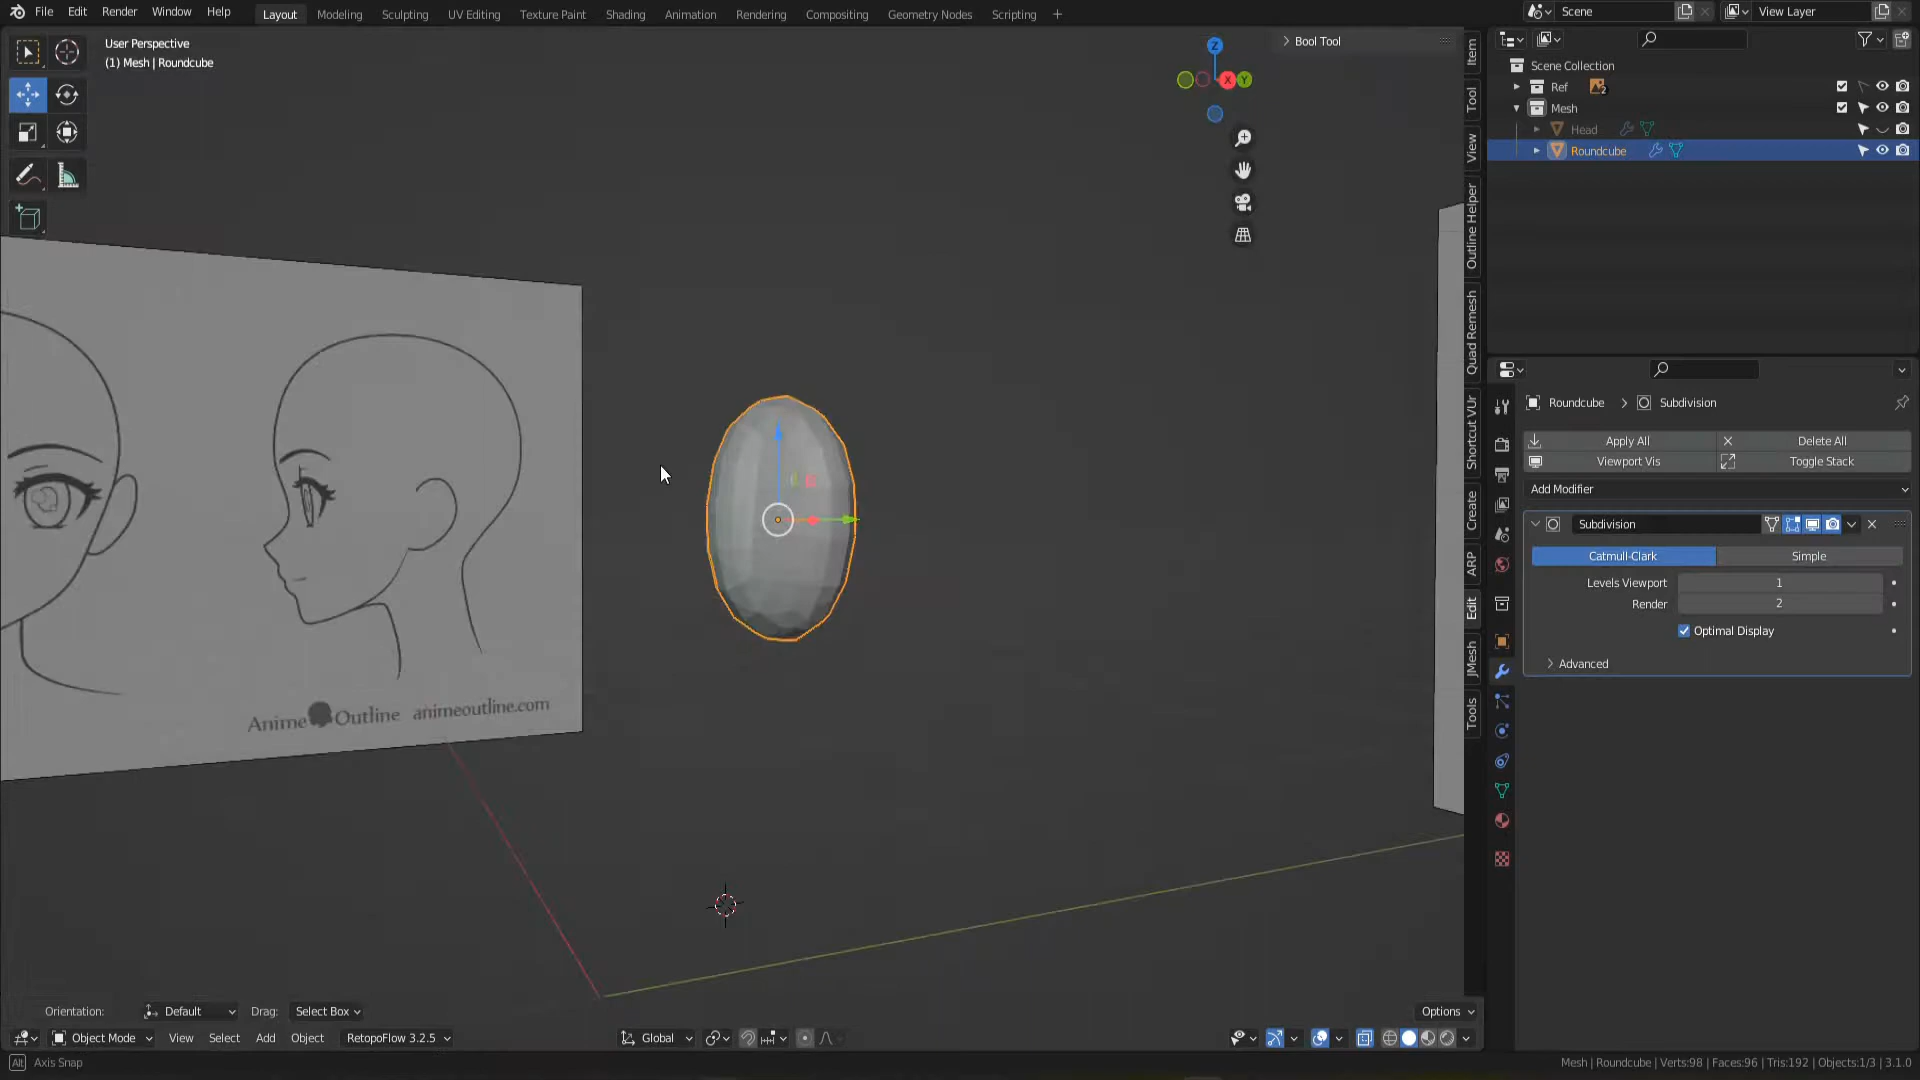 File Edit Render Window Help Layout Modeling Sculpting UV Editing Texture Paint Shading Animation Rendering Compositing Geometry Nodes Scripting +
Scene
View Layer
User Perspective
(1) Mesh | Roundcube
Bool Tool
Z
X
Y
Item
Tool
View
Outline Helper
Quad Remesh
Shortcut VUr
Create
ARP
Edit
JMesh
Tools
Scene Collection
Ref
2
Mesh
Head
Roundcube
Roundcube > Subdivision
Apply All
Delete All
Viewport Vis
Toggle Stack
Add Modifier
Subdivision
Catmull-Clark
Simple
Levels Viewport 1
Render 2
Optimal Display
Advanced
Anime Outline animeoutline.com
Orientation: Default Drag: Select Box
Options
Object Mode View Select Add Object RetopoFlow 3.2.5
Global
Alt Axis Snap
Mesh | Roundcube | Verts:98 | Faces:96 | Tris:192 | Objects:1/3 | 3.1.0